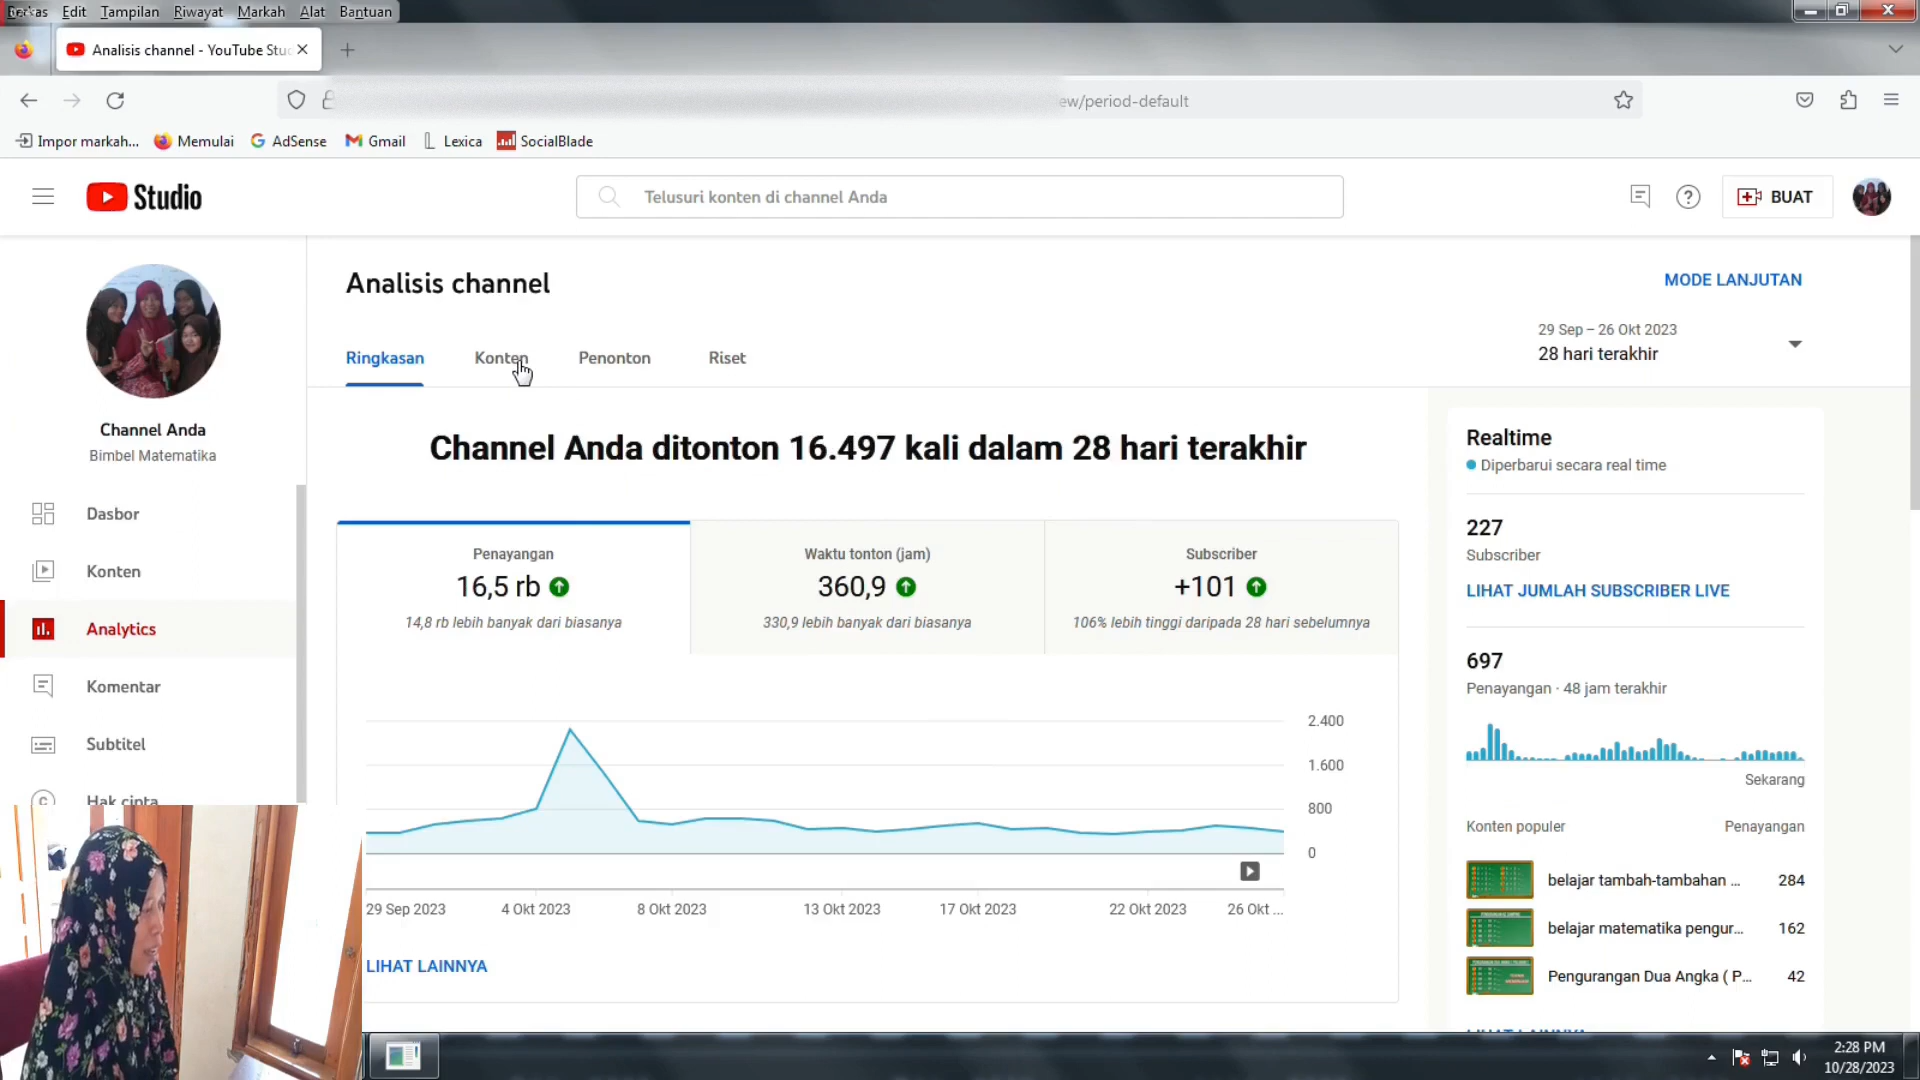 Edit Tampilan Riwayat Markah Alat Bantuan
Analisis channel - YouTube Stu
ew/period-default
Impor markah... Memulai AdSense Gmail Lexica SocialBlade
Studio
Telusuri konten di channel Anda
BUAT
Channel Anda
Bimbel Matematika
Dasbor
Konten
Analytics
Komentar
Subtitel
Hak cipta
Analisis channel
MODE LANJUTAN
Ringkasan Konten Penonton Riset
29 Sep – 26 Okt 2023
28 hari terakhir
Channel Anda ditonton 16.497 kali dalam 28 hari terakhir
Penayangan
16,5 rb
14,8 rb lebih banyak dari biasanya
Waktu tonton (jam)
360,9
330,9 lebih banyak dari biasanya
Subscriber
+101
106% lebih tinggi daripada 28 hari sebelumnya
2.400
1.600
800
0
29 Sep 2023 4 Okt 2023 8 Okt 2023 13 Okt 2023 17 Okt 2023 22 Okt 2023 26 Okt ...
LIHAT LAINNYA
Realtime
Diperbarui secara real time
227
Subscriber
LIHAT JUMLAH SUBSCRIBER LIVE
697
Penayangan · 48 jam terakhir
Sekarang
Konten populer Penayangan
belajar tambah-tambahan ... 284
belajar matematika pengur... 162
Pengurangan Dua Angka ( P... 42
LIHAT LAINNYA
2:28 PM
10/28/2023